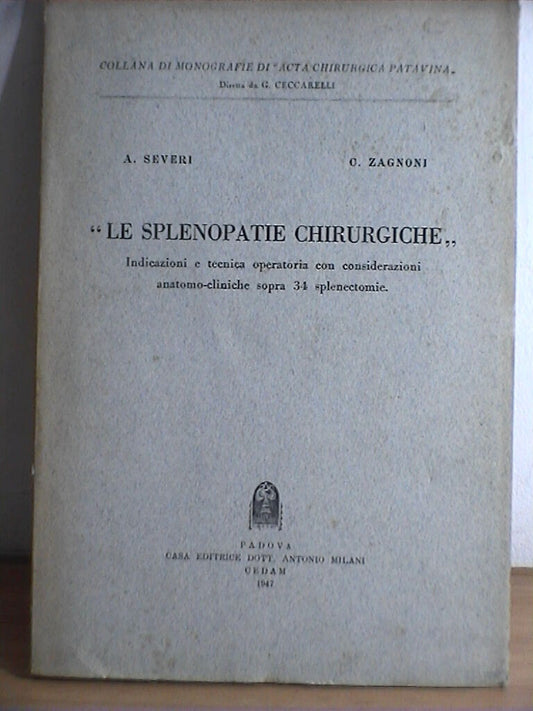 COLLANA DI MONOGRAFIE DI "ACTA CHIRURGICA PATAVINA„
Diretta da G. CECCARELLI
A. SEVERI C. ZAGNONI
“LE SPLENOPATIE CHIRURGICHE„
Indicazioni e tecnica operatoria con considerazioni
anatomo-cliniche sopra 34 splenectomie.
PADOVA
CASA EDITRICE DOTT. ANTONIO MILANI
CEDAM
1947